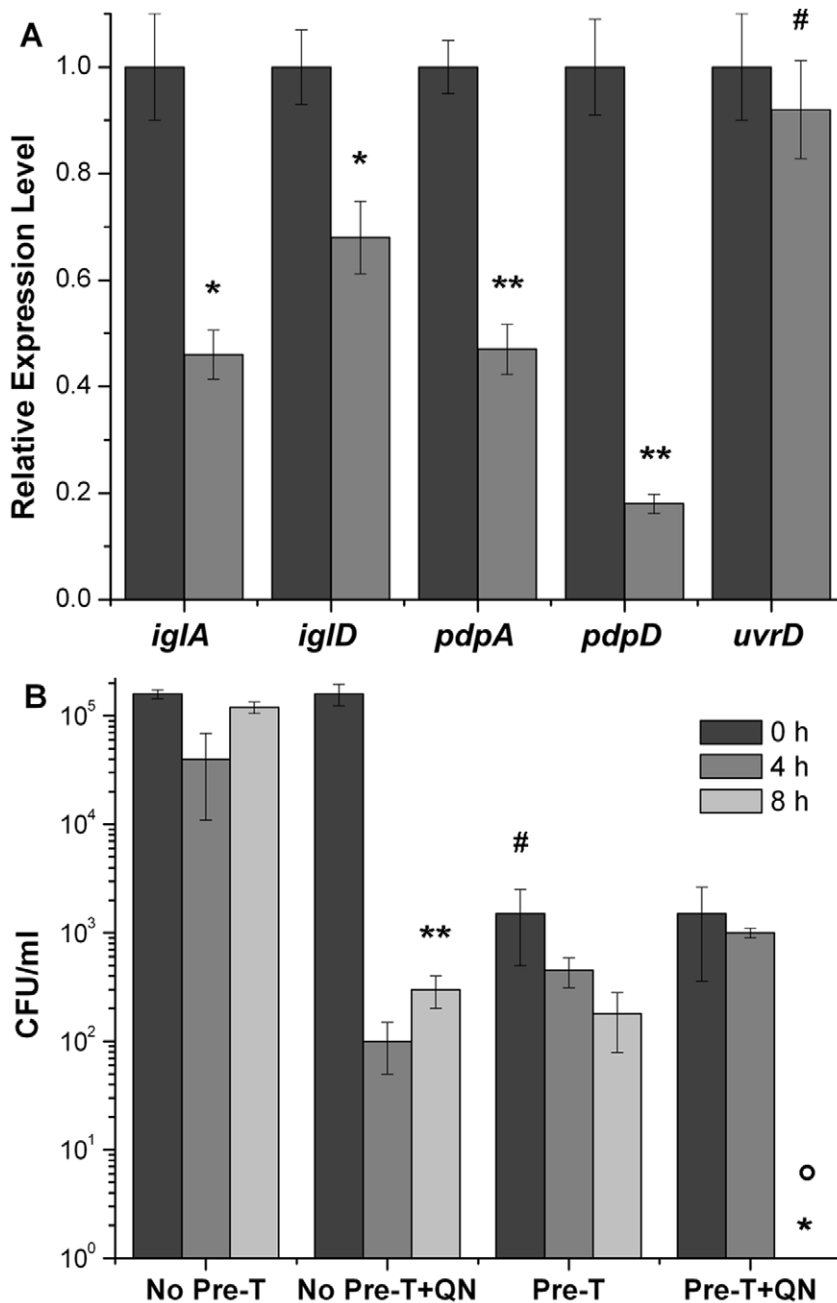 A
#
1.0
*
0.8
*
**
0.6
**
0.4
0.2
0.0
Relative Expression Level
iglA iglD pdpA pdpD uvrD
B
10^5
0 h
4 h
8 h
10^4
#
**
10^3
10^2
10^1
*
10^0
CFU/ml
No Pre-T No Pre-T+QN Pre-T Pre-T+QN